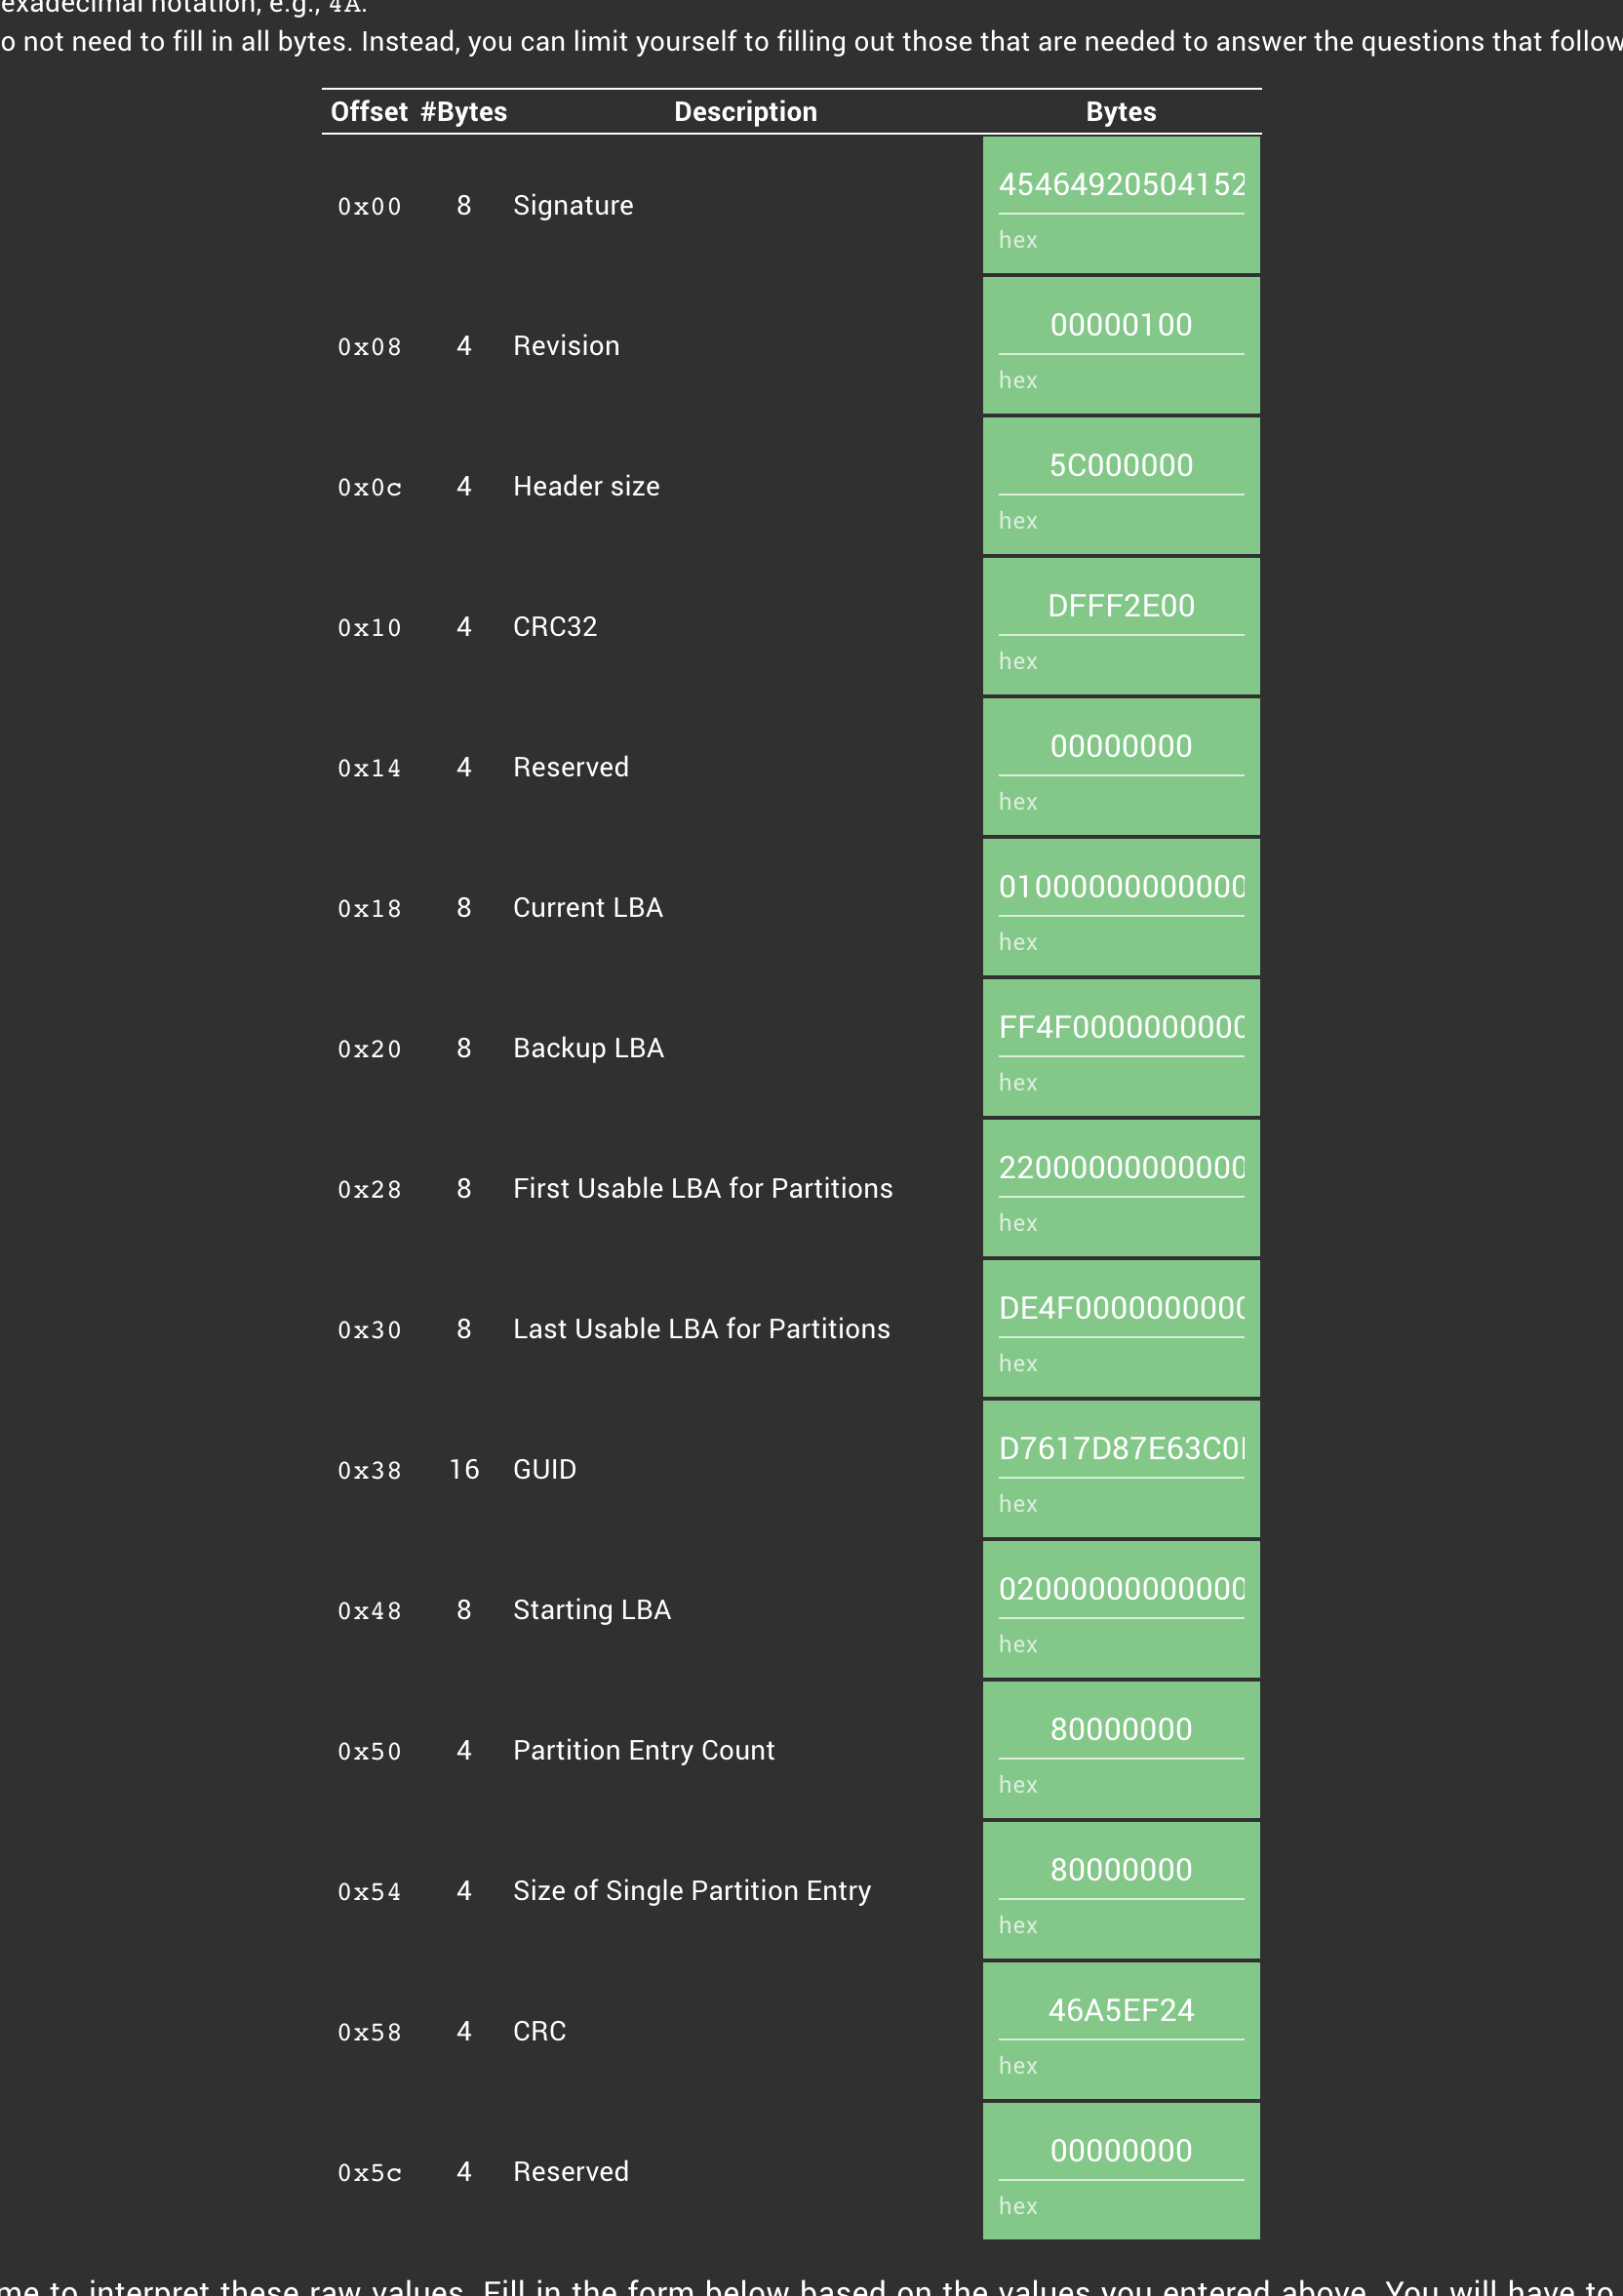 exadecimal notation, e.g., 4A.
o not need to fill in all bytes. Instead, you can limit yourself to filling out those that are needed to answer the questions that follow
Offset #Bytes Description Bytes
0x00 8 Signature 45464920504152
hex
0x08 4 Revision 00000100
hex
0x0c 4 Header size 5C000000
hex
0x10 4 CRC32 DFFF2E00
hex
0x14 4 Reserved 00000000
hex
0x18 8 Current LBA 01000000000000
hex
0x20 8 Backup LBA FF4F0000000000
hex
0x28 8 First Usable LBA for Partitions 22000000000000
hex
0x30 8 Last Usable LBA for Partitions DE4F0000000000
hex
0x38 16 GUID D7617D87E63C0
hex
0x48 8 Starting LBA 02000000000000
hex
0x50 4 Partition Entry Count 80000000
hex
0x54 4 Size of Single Partition Entry 80000000
hex
0x58 4 CRC 46A5EF24
hex
0x5c 4 Reserved 00000000
hex
me to interpret these raw values. Fill in the form below based on the values you entered above. You will have to